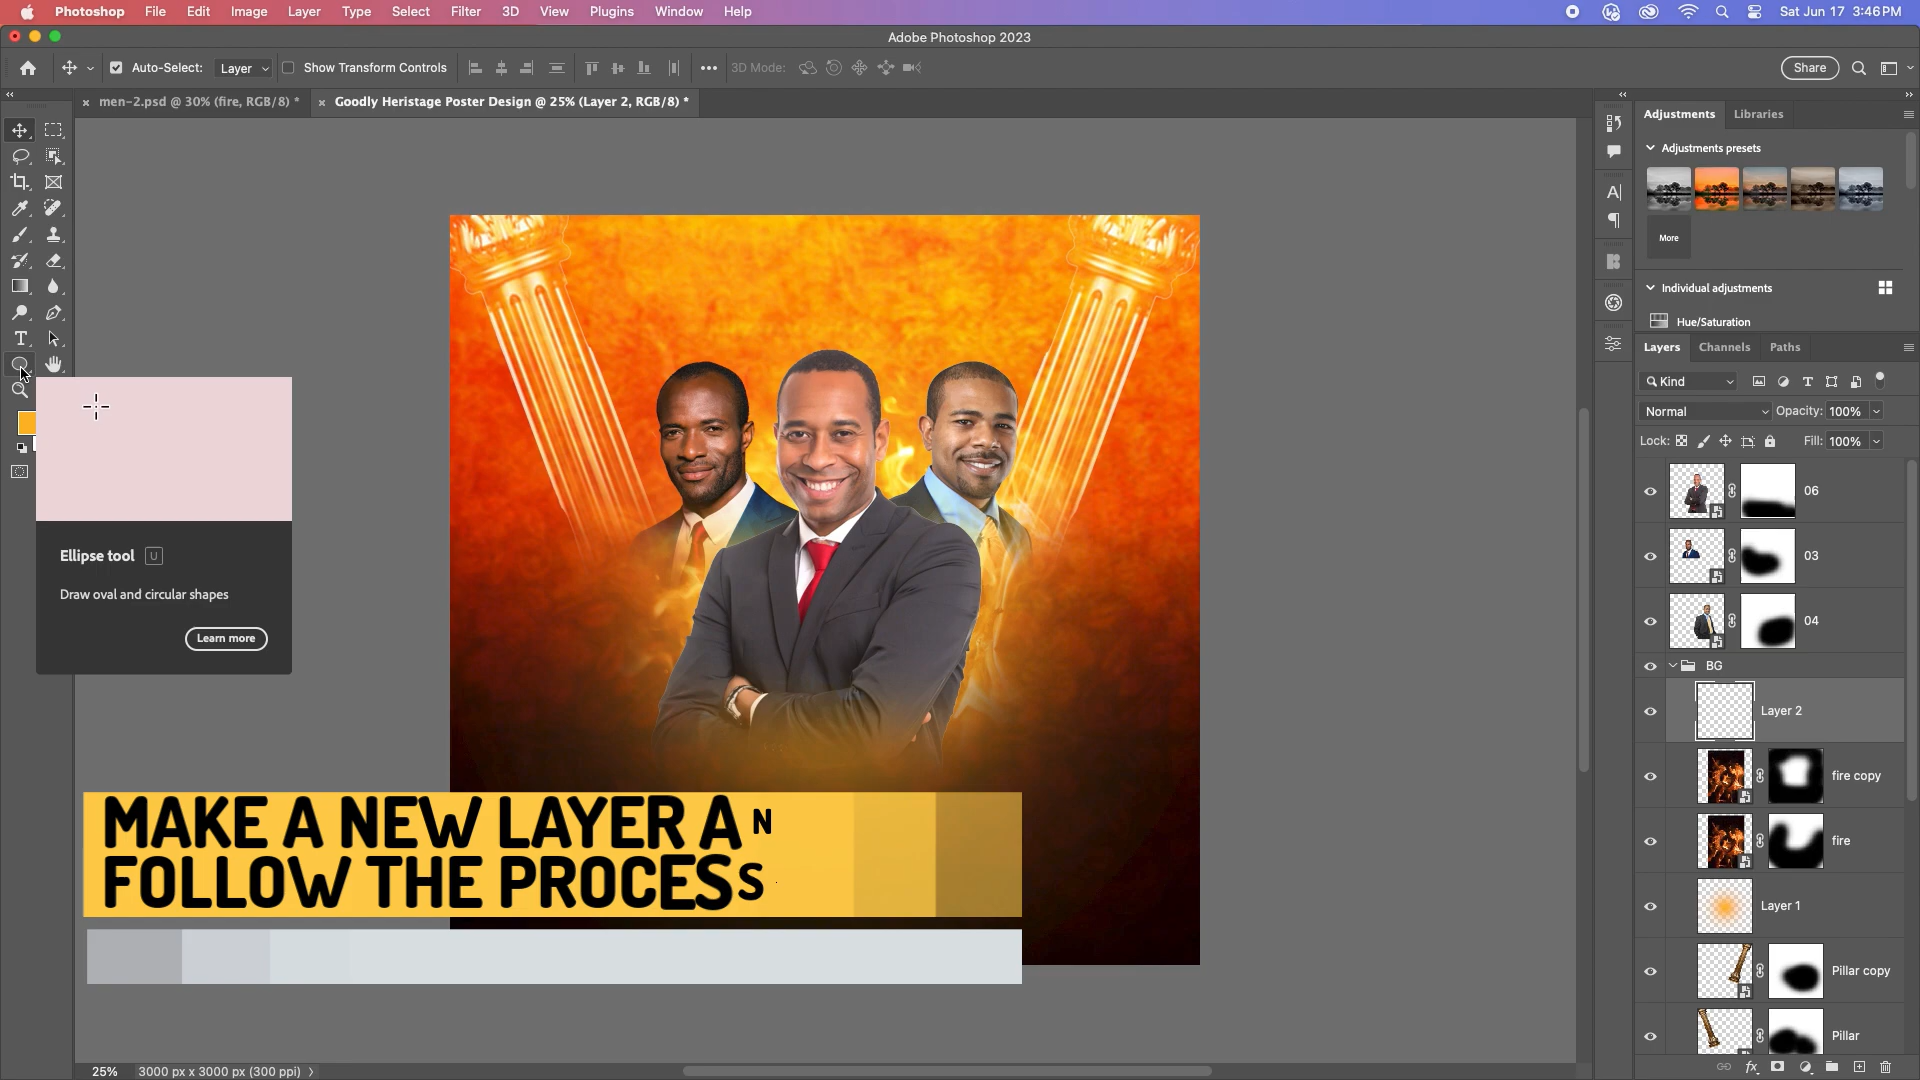 Photoshop File Edit Image Layer Type Select Filter 3D View Plugins Window Help Sat Jun 17 3:46 PM
Adobe Photoshop 2023
Auto-Select: Layer Show Transform Controls ••• 3D Mode: Share
× men-2.psd @ 30% (fire, RGB/8) * × Goodly Heristage Poster Design @ 25% (Layer 2, RGB/8) *
Adjustments Libraries
Adjustments presets
More
Individual adjustments
Hue/Saturation
Layers Channels Paths
Kind
Normal Opacity: 100%
Lock: Fill: 100%
06
03
04
BG
Layer 2
fire copy
fire
Layer 1
Pillar copy
Pillar
Ellipse tool U
Draw oval and circular shapes
Learn more
MAKE A NEW LAYER AN
FOLLOW THE PROCESS
25% 3000 px x 3000 px (300 ppi) >